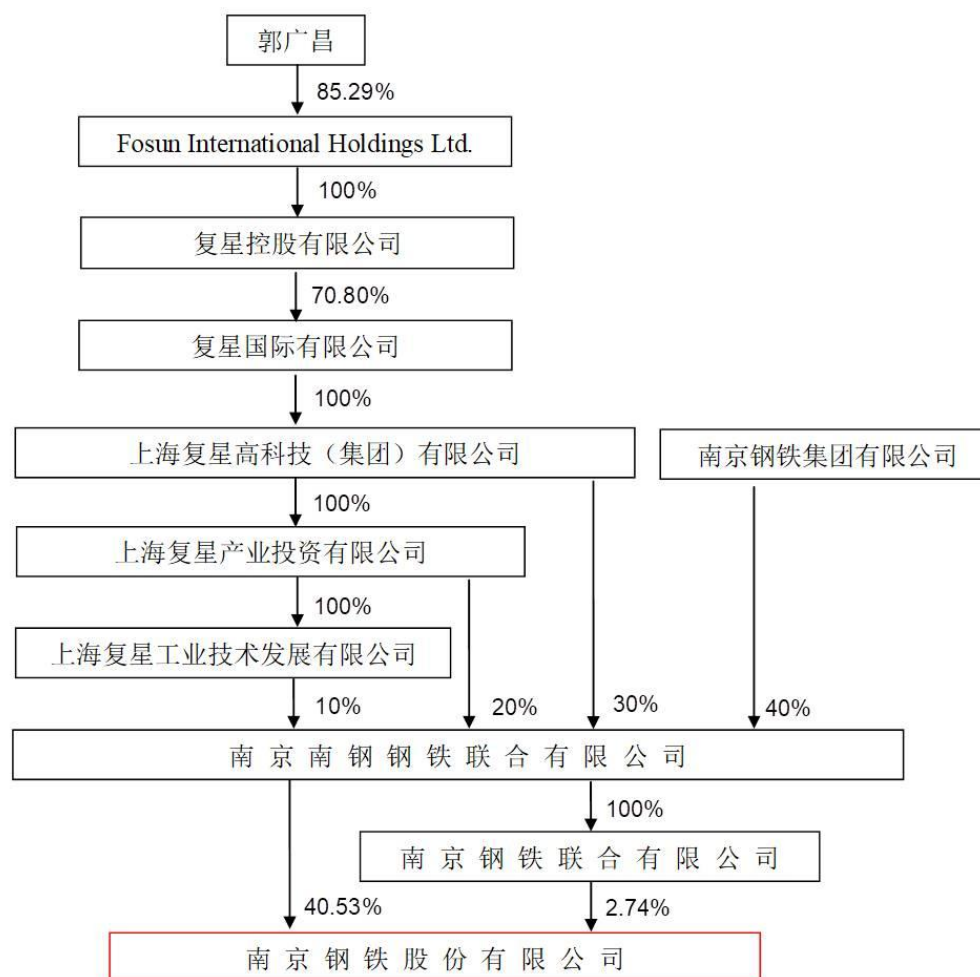 郭广昌
85.29%
Fosun International Holdings Ltd.
100%
复星控股有限公司
70.80%
复星国际有限公司
100%
上海复星高科技（集团）有限公司
南京钢铁集团有限公司
100%
上海复星产业投资有限公司
100%
上海复星工业技术发展有限公司
10%
20%
30%
40%
南京南钢钢铁联合有限公司
100%
南京钢铁联合有限公司
40.53%
2.74%
南京钢铁股份有限公司